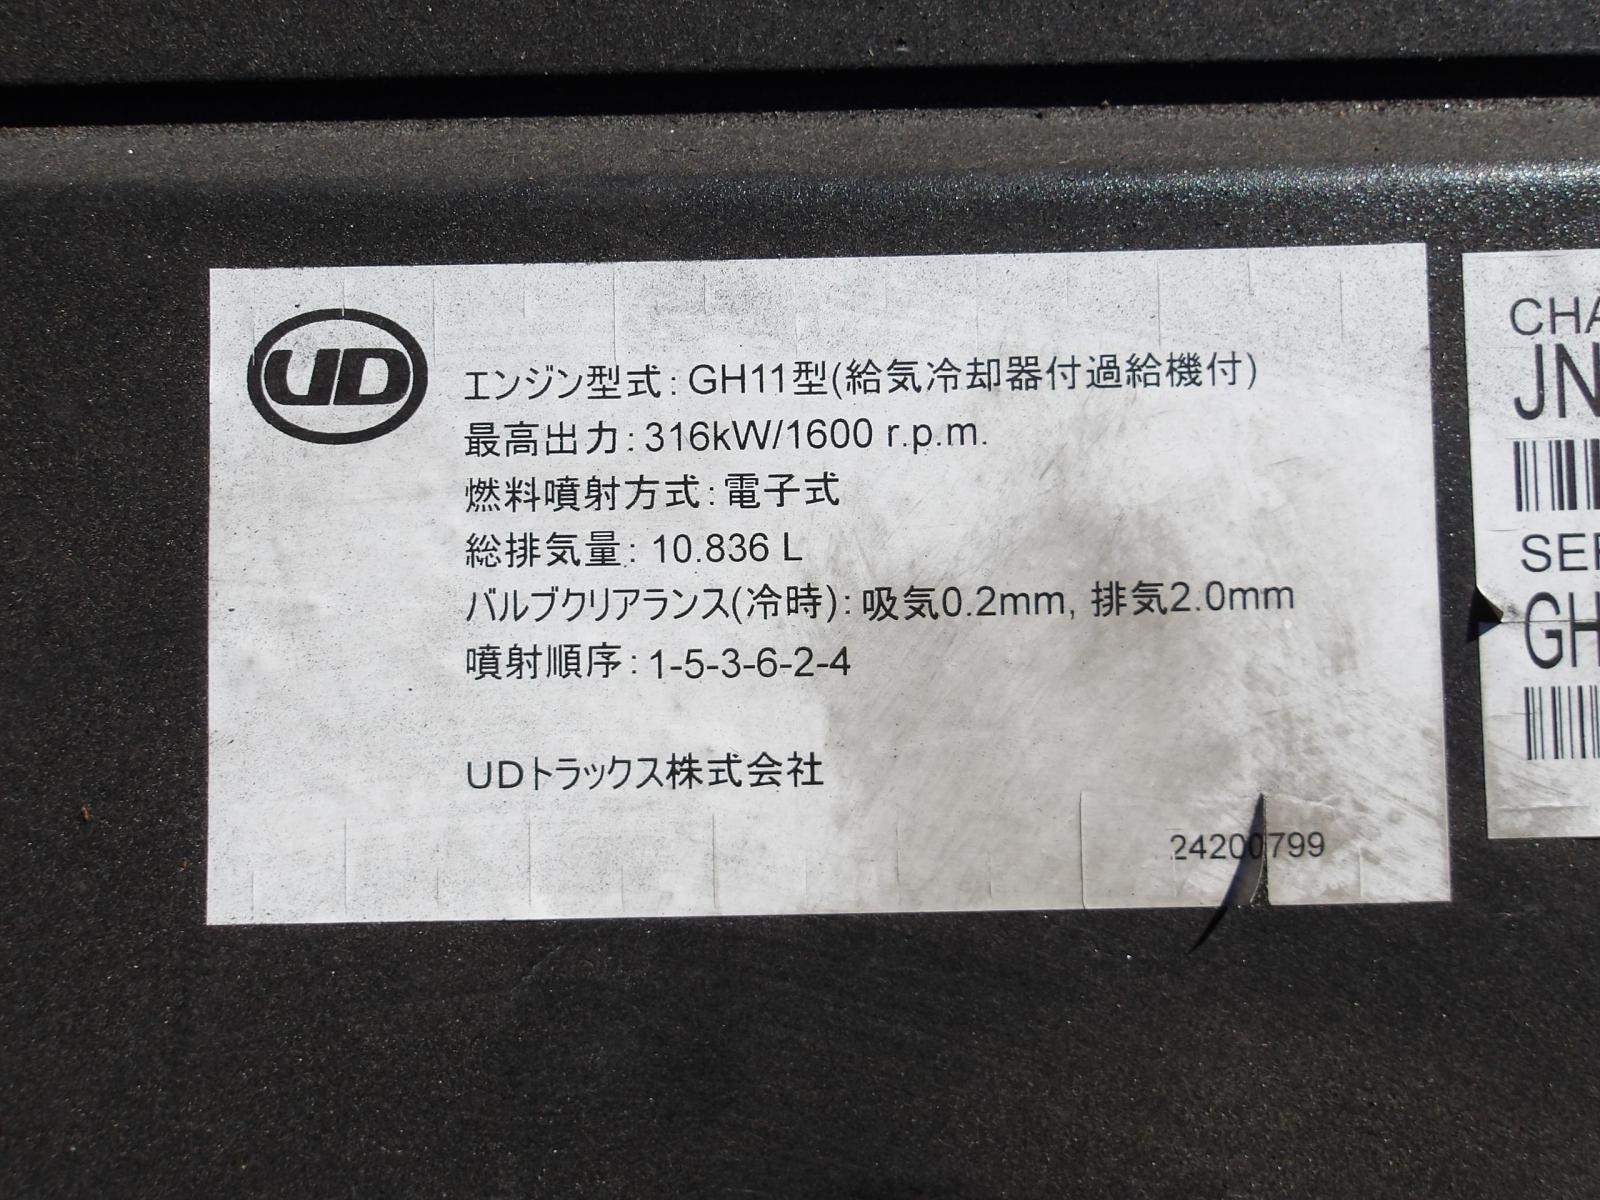 UD
エンジン型式: GH11型(給気冷却器付過給機付)
最高出力: 316kW/1600 r.p.m.
燃料噴射方式: 電子式
総排気量: 10.836 L
バルブクリアランス(冷時): 吸気0.2mm, 排気2.0mm
噴射順序: 1-5-3-6-2-4
UDトラックス株式会社
24200799
CHA
JN
SER
GH